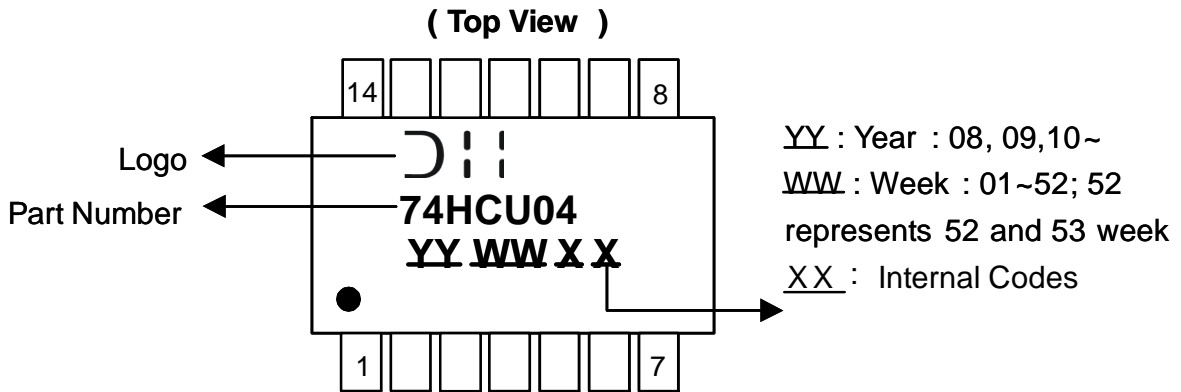 ( Top View )
14
8
Logo
Part Number
74HCU04
YY WW X X
1
7
YY : Year : 08, 09,10~
WW : Week : 01~52; 52
represents 52 and 53 week
XX : Internal Codes